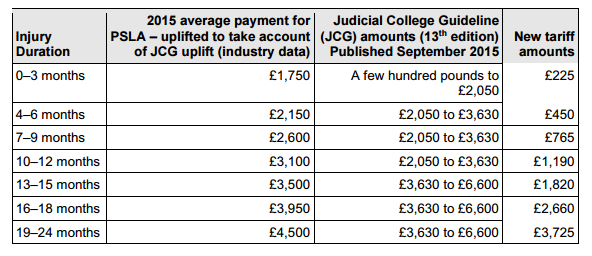 Injury Duration	2015 average payment for PSLA – uplifted to take account of JCG uplift (industry data)	Judicial College Guideline (JCG) amounts (13th edition) Published September 2015	New tariff amounts
0–3 months	£1,750	A few hundred pounds to £2,050	£225
4–6 months	£2,150	£2,050 to £3,630	£450
7–9 months	£2,600	£2,050 to £3,630	£765
10–12 months	£3,100	£2,050 to £3,630	£1,190
13–15 months	£3,500	£3,630 to £6,600	£1,820
16–18 months	£3,950	£3,630 to £6,600	£2,660
19–24 months	£4,500	£3,630 to £6,600	£3,725